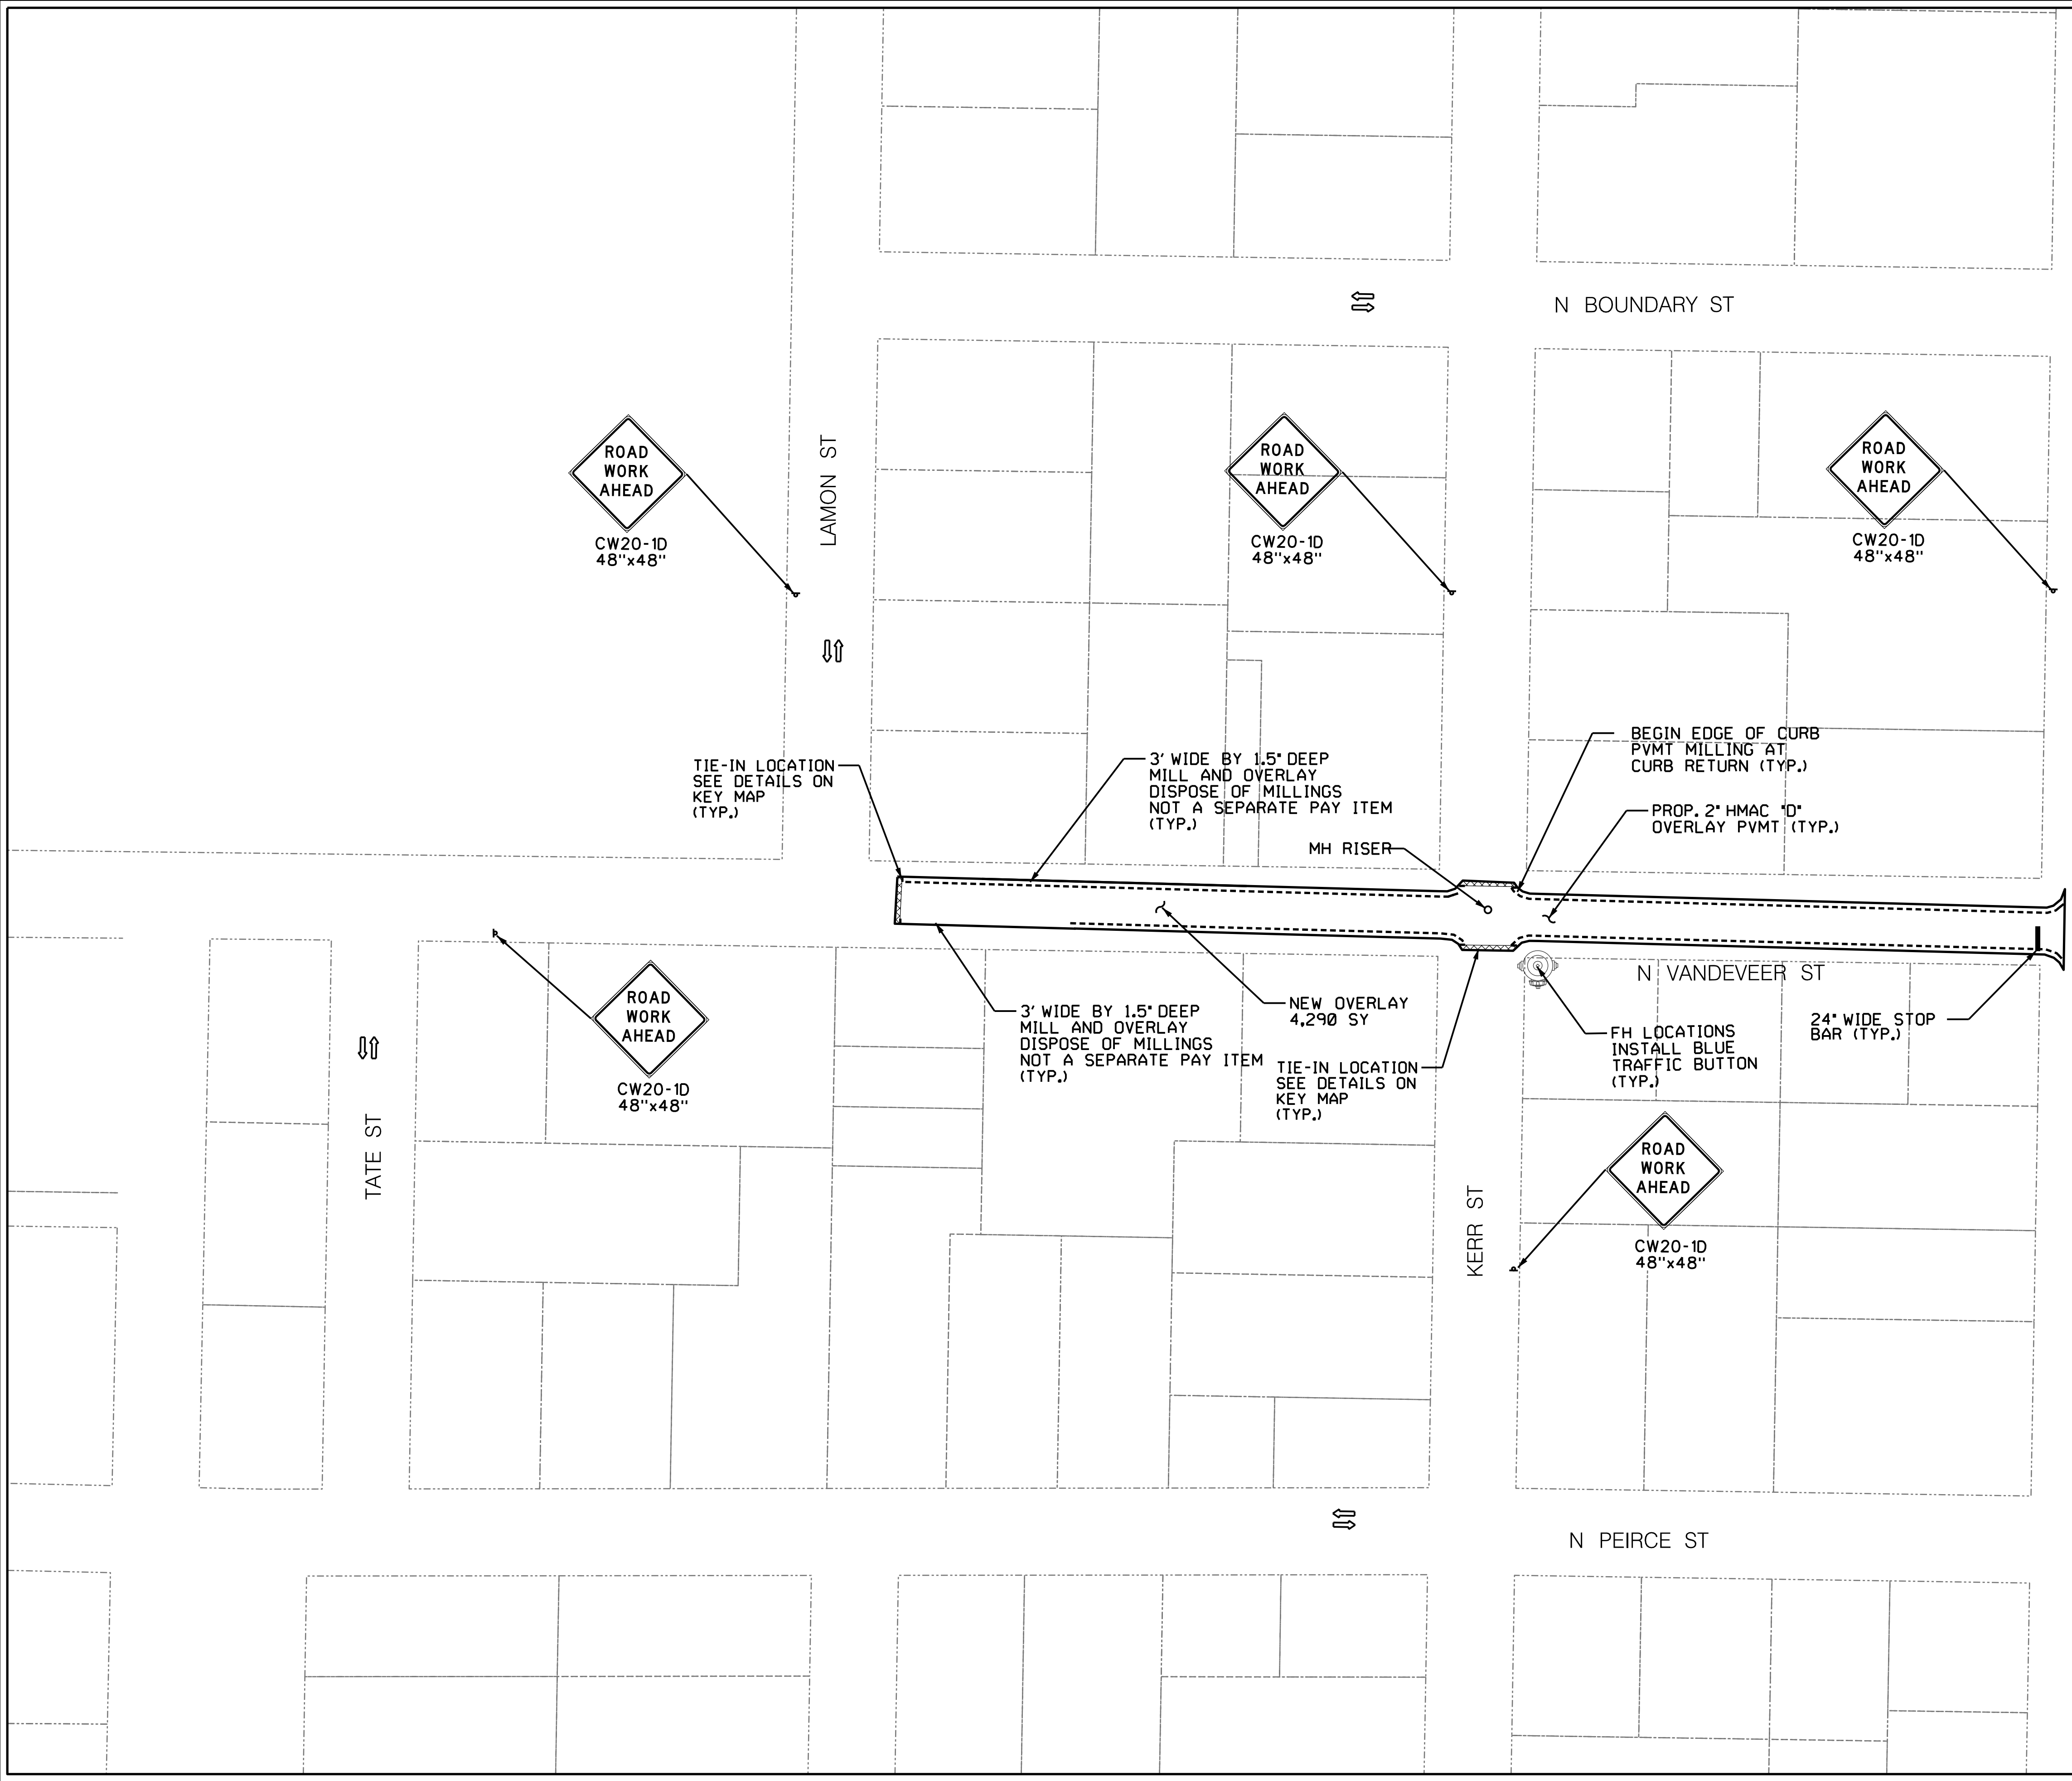 N BOUNDARY ST
ROAD
WORK
AHEAD
CW20-1D
48"x48"
LAMON ST
ROAD
WORK
AHEAD
CW20-1D
48"x48"
ROAD
WORK
AHEAD
CW20-1D
48"x48"
TIE-IN LOCATION
SEE DETAILS ON
KEY MAP
(TYP.)
3' WIDE BY 1.5" DEEP
MILL AND OVERLAY
DISPOSE OF MILLINGS
NOT A SEPARATE PAY ITEM
(TYP.)
MH RISER
BEGIN EDGE OF CURB
PVMT MILLING AT
CURB RETURN (TYP.)
PROP. 2" HMAC "D"
OVERLAY PVMT (TYP.)
N VANDEVEER ST
ROAD
WORK
AHEAD
CW20-1D
48"x48"
TATE ST
3' WIDE BY 1.5" DEEP
MILL AND OVERLAY
DISPOSE OF MILLINGS
NOT A SEPARATE PAY ITEM
(TYP.)
NEW OVERLAY
4,290 SY
TIE-IN LOCATION
SEE DETAILS ON
KEY MAP
(TYP.)
FH LOCATIONS
INSTALL BLUE
TRAFFIC BUTTON
(TYP.)
24" WIDE STOP
BAR (TYP.)
KERR ST
ROAD
WORK
AHEAD
CW20-1D
48"x48"
N PEIRCE ST